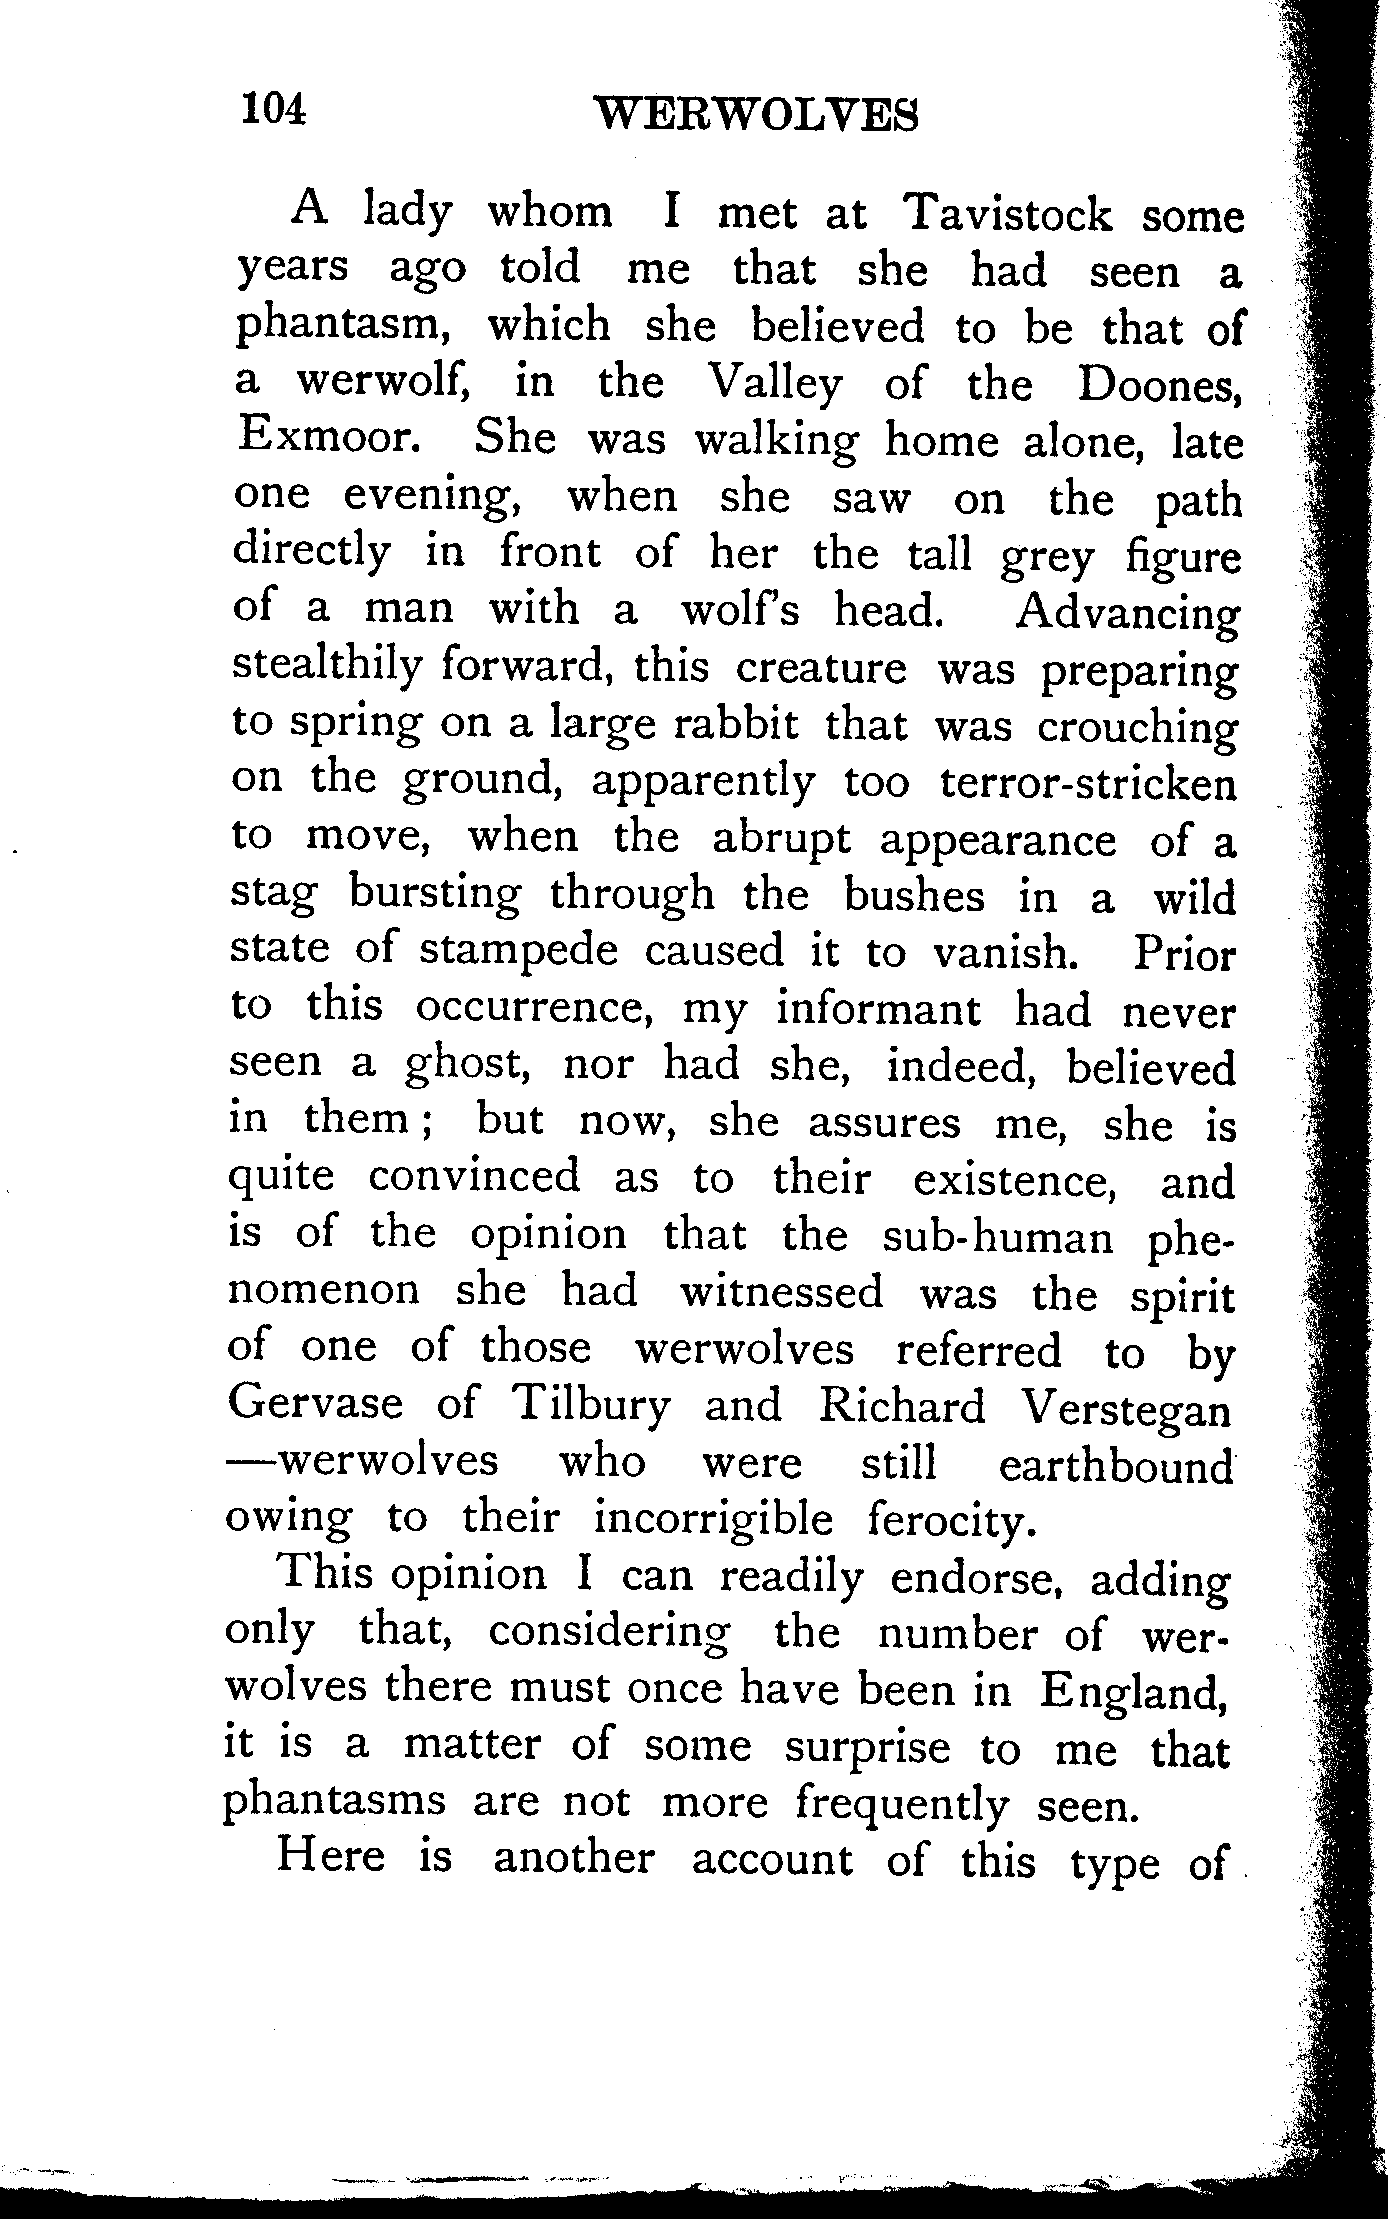 104 WERWOLVES
A lady whom I met at Tavistock some
years ago told me that she had seen a
phantasm, which she believed to be that of
a werwolf, in the Valley of the Doones,
Exmoor. She was walking home alone, late
one evening, when she saw on the path
directly in front of her the tall grey figure
of a man with a wolf's head. Advancing
stealthily forward, this creature was preparing
to spring on a large rabbit that was crouching
on the ground, apparently too terror-stricken
to move, when the abrupt appearance of a
stag bursting through the bushes in a wild
state of stampede caused it to vanish. Prior
to this occurrence, my informant had never
seen a ghost, nor had she, indeed, believed
in them ; but now, she assures me, she is
quite convinced as to their existence, and
is of the opinion that the sub-human phe-
nomenon she had witnessed was the spirit
of one of those werwolves referred to by
Gervase of Tilbury and Richard Verstegan
—werwolves who were still earthbound
owing to their incorrigible ferocity.
This opinion I can readily endorse, adding
only that, considering the number of wer-
wolves there must once have been in England,
it is a matter of some surprise to me that
phantasms are not more frequently seen.
Here is another account of this type of